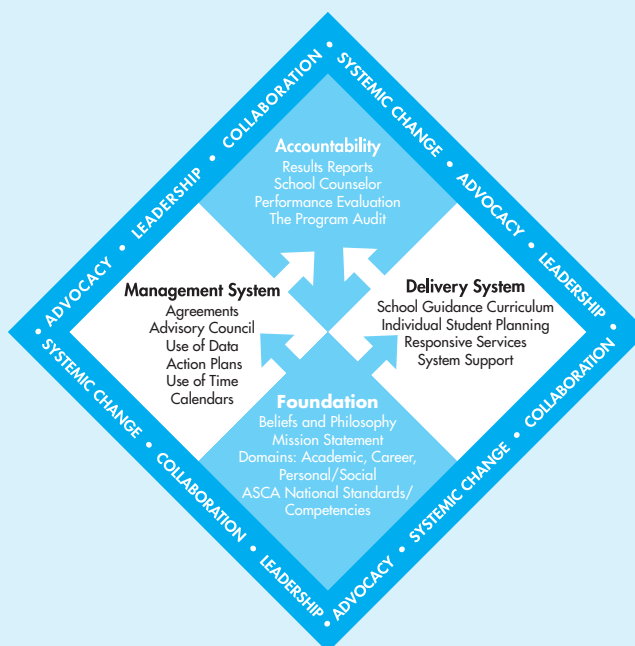 ADVOCACY • LEADERSHIP • COLLABORATION •
SYSTEMIC CHANGE • ADVOCACY • LEADERSHIP •
Accountability
Results Reports
School Counselor
Performance Evaluation
The Program Audit
Management System
Agreements
Advisory Council
Use of Data
Action Plans
Use of Time
Calendars
Delivery System
School Guidance Curriculum
Individual Student Planning
Responsive Services
System Support
Foundation
Beliefs and Philosophy
Mission Statement
Domains: Academic, Career,
Personal/Social
ASCA National Standards/
Competencies
• SYSTEMIC CHANGE • COLLABORATION • LEADERSHIP •
ADVOCACY • SYSTEMIC CHANGE • COLLABORATION